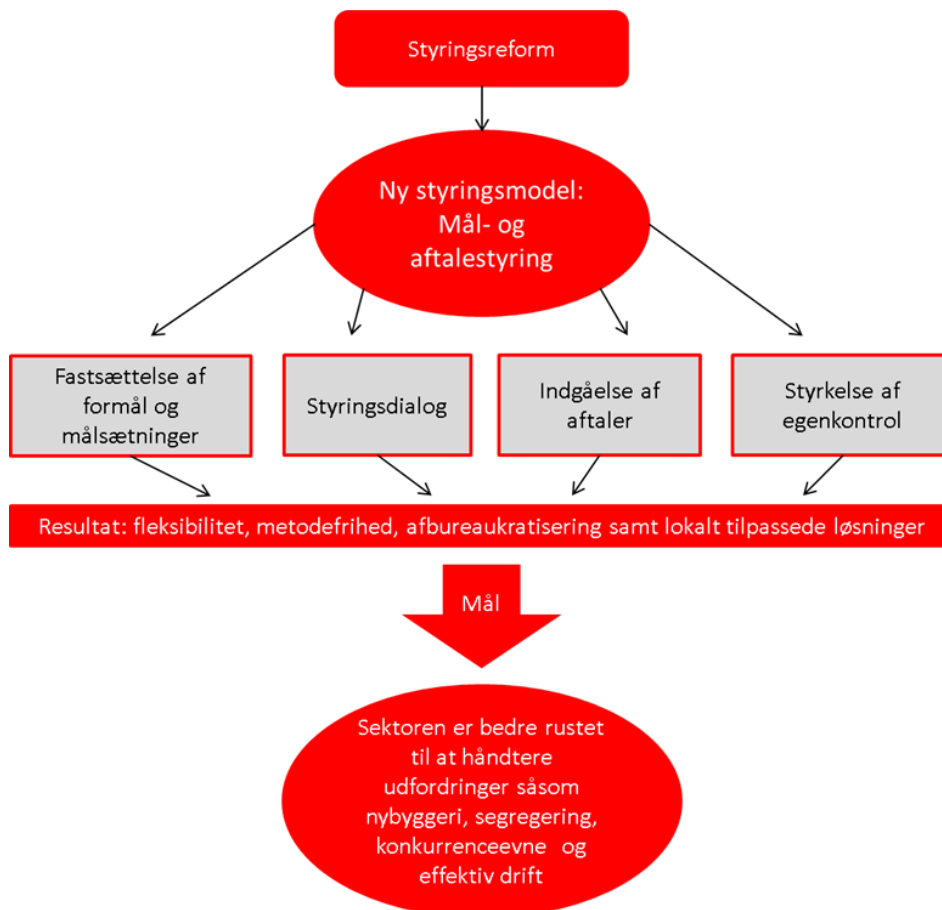 Styringsreform
Ny styringsmodel:
Mål- og
aftalestyring
Fastsættelse af
formål og
målsætninger
Styringsdialog
Indgåelse af
aftaler
Styrkelse af
egenkontrol
Resultat: fleksibilitet, metodefrihed, afbureaukratisering samt lokalt tilpassede løsninger
Mål
Sektoren er bedre rustet
til at håndtere
udfordringer såsom
nybyggeri, segregering,
konkurrenceevne og
effektiv drift